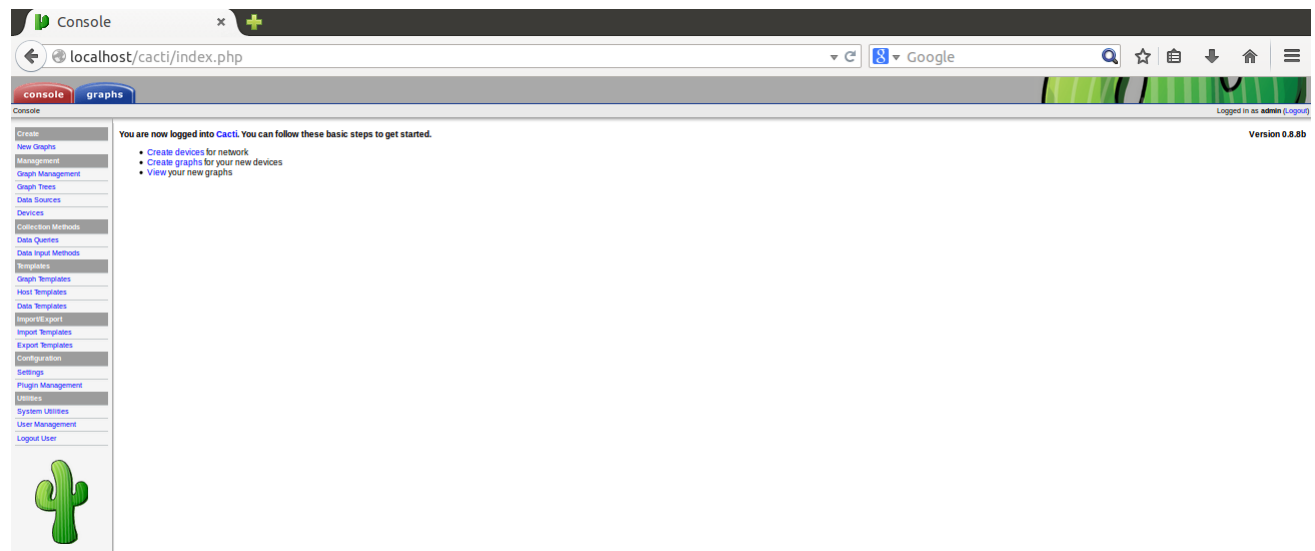 Console
localhost/cacti/index.php
Google
console graphs
Console
Logged in as admin (Logout)
Create
New Graphs
Management
Graph Management
Graph Trees
Data Sources
Devices
Collection Methods
Data Queries
Data Input Methods
Templates
Graph Templates
Host Templates
Data Templates
Import/Export
Import Templates
Export Templates
Configuration
Settings
Plugin Management
Utilities
System Utilities
User Management
Logout User
You are now logged into Cacti. You can follow these basic steps to get started.
Version 0.8.8b
Create devices for network
Create graphs for your new devices
View your new graphs